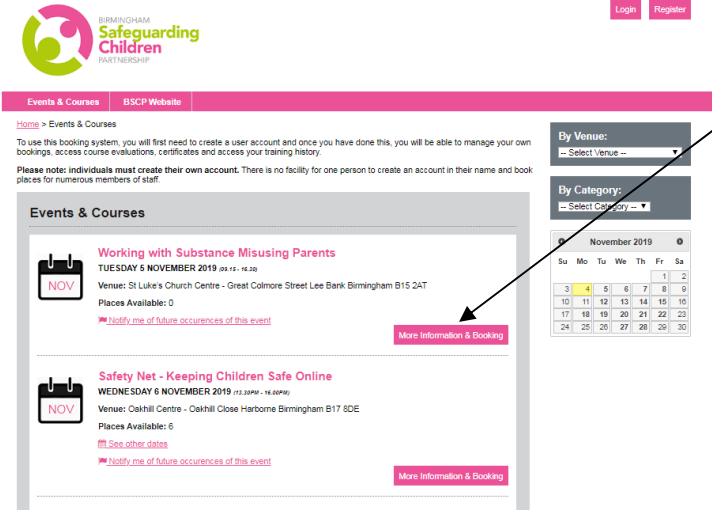 Login Register
BIRMINGHAM
Safeguarding
Children
PARTNERSHIP
Events & Courses BSCP Website
Home > Events & Courses
To use this booking system, you will first need to create a user account and once you have done this, you will be able to manage your own
bookings, access course evaluations, certificates and access your training history.
Please note: individuals must create their own account. There is no facility for one person to create an account in their name and book
places for numerous members of staff.
Events & Courses
NOV
Working with Substance Misusing Parents
TUESDAY 5 NOVEMBER 2019 (09.15 - 16.30)
Venue: St Luke's Church Centre - Great Colmore Street Lee Bank Birmingham B15 2AT
Places Available: 0
Notify me of future occurences of this event
More Information & Booking
NOV
Safety Net - Keeping Children Safe Online
WEDNESDAY 6 NOVEMBER 2019 (13.30PM - 16.00PM)
Venue: Oakhill Centre - Oakhill Close Harborne Birmingham B17 8DE
Places Available: 6
See other dates
Notify me of future occurences of this event
More Information & Booking
By Venue:
-- Select Venue --
By Category:
-- Select Category --
November 2019
Su Mo Tu We Th Fr Sa
1 2
3 4 5 6 7 8 9
10 11 12 13 14 15 16
17 18 19 20 21 22 23
24 25 26 27 28 29 30